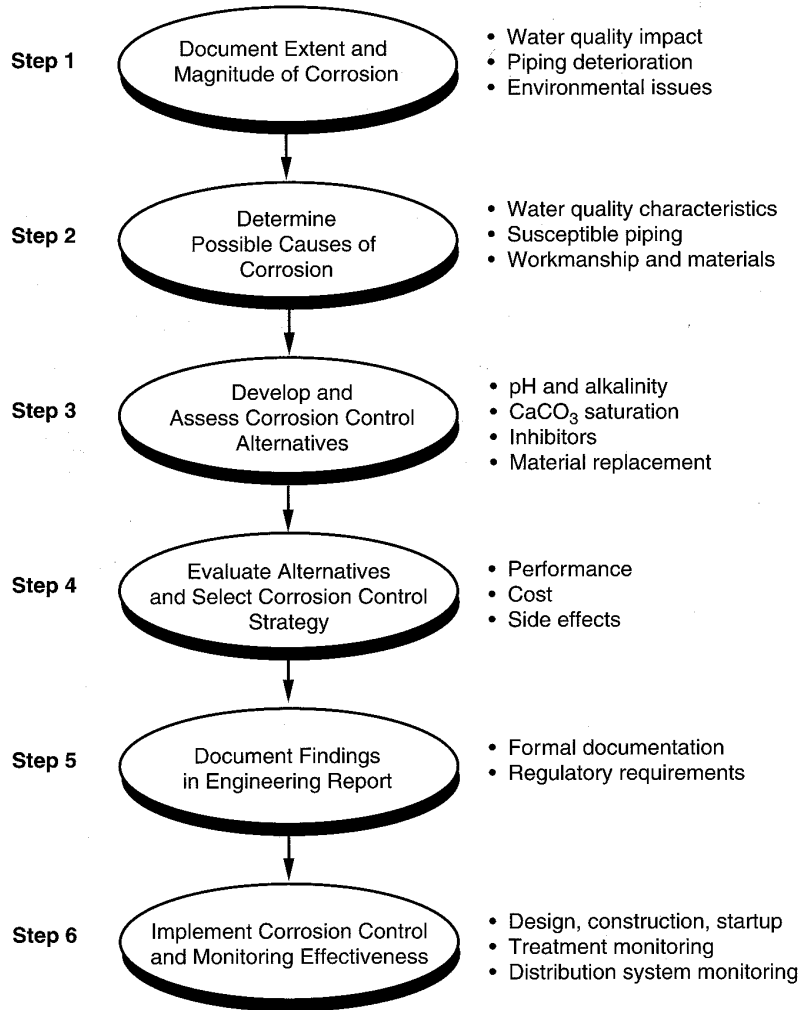 Step 1
Document Extent and
Magnitude of Corrosion
• Water quality impact
• Piping deterioration
• Environmental issues
Step 2
Determine
Possible Causes of
Corrosion
• Water quality characteristics
• Susceptible piping
• Workmanship and materials
Step 3
Develop and
Assess Corrosion Control
Alternatives
• pH and alkalinity
• CaCO₃ saturation
• Inhibitors
• Material replacement
Step 4
Evaluate Alternatives
and Select Corrosion Control
Strategy
• Performance
• Cost
• Side effects
Step 5
Document Findings
in Engineering Report
• Formal documentation
• Regulatory requirements
Step 6
Implement Corrosion Control
and Monitoring Effectiveness
• Design, construction, startup
• Treatment monitoring
• Distribution system monitoring